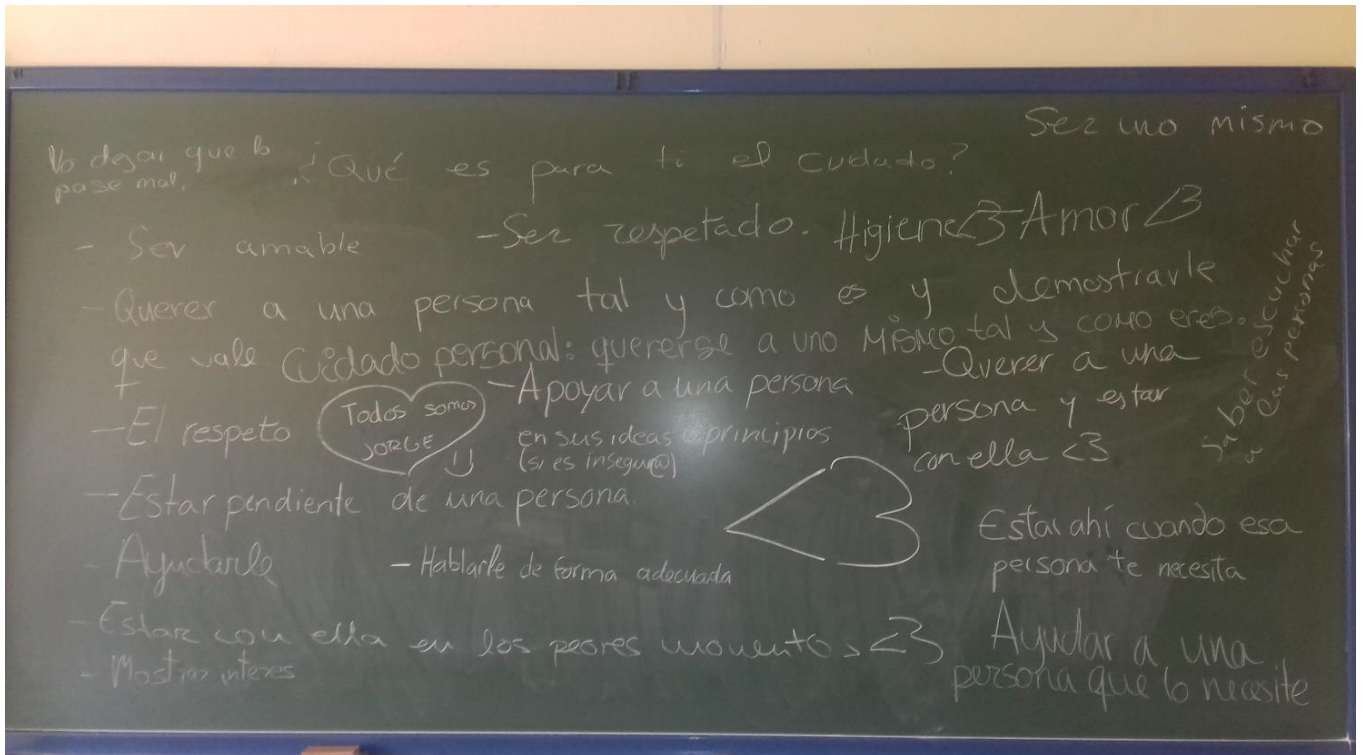 Ser uno mismo
No dejar que lo
pase mal.
¿Qué es para ti el cuidado?
- Ser amable
- Ser respetado.
Higiene <3
- Amor <3
Saber escuchar
a las personas
- Querer a una persona tal y como es y demostrarle
que vale
Cuidado personal: quererse a uno mismo tal y como eres.
- Apoyar a una persona
en sus ideas o principios
(si es insegur@)
- Querer a una
persona y estar
con ella <3
- El respeto
Todos somos
JORGE
- Estar pendiente de una persona.
<3
Estar ahí cuando esa
persona te necesita
- Ayudarle
- Hablarle de forma adecuada
- Estar con ella en los peores momentos <3
- Mostrar interes
Ayudar a una
persona que lo necesite